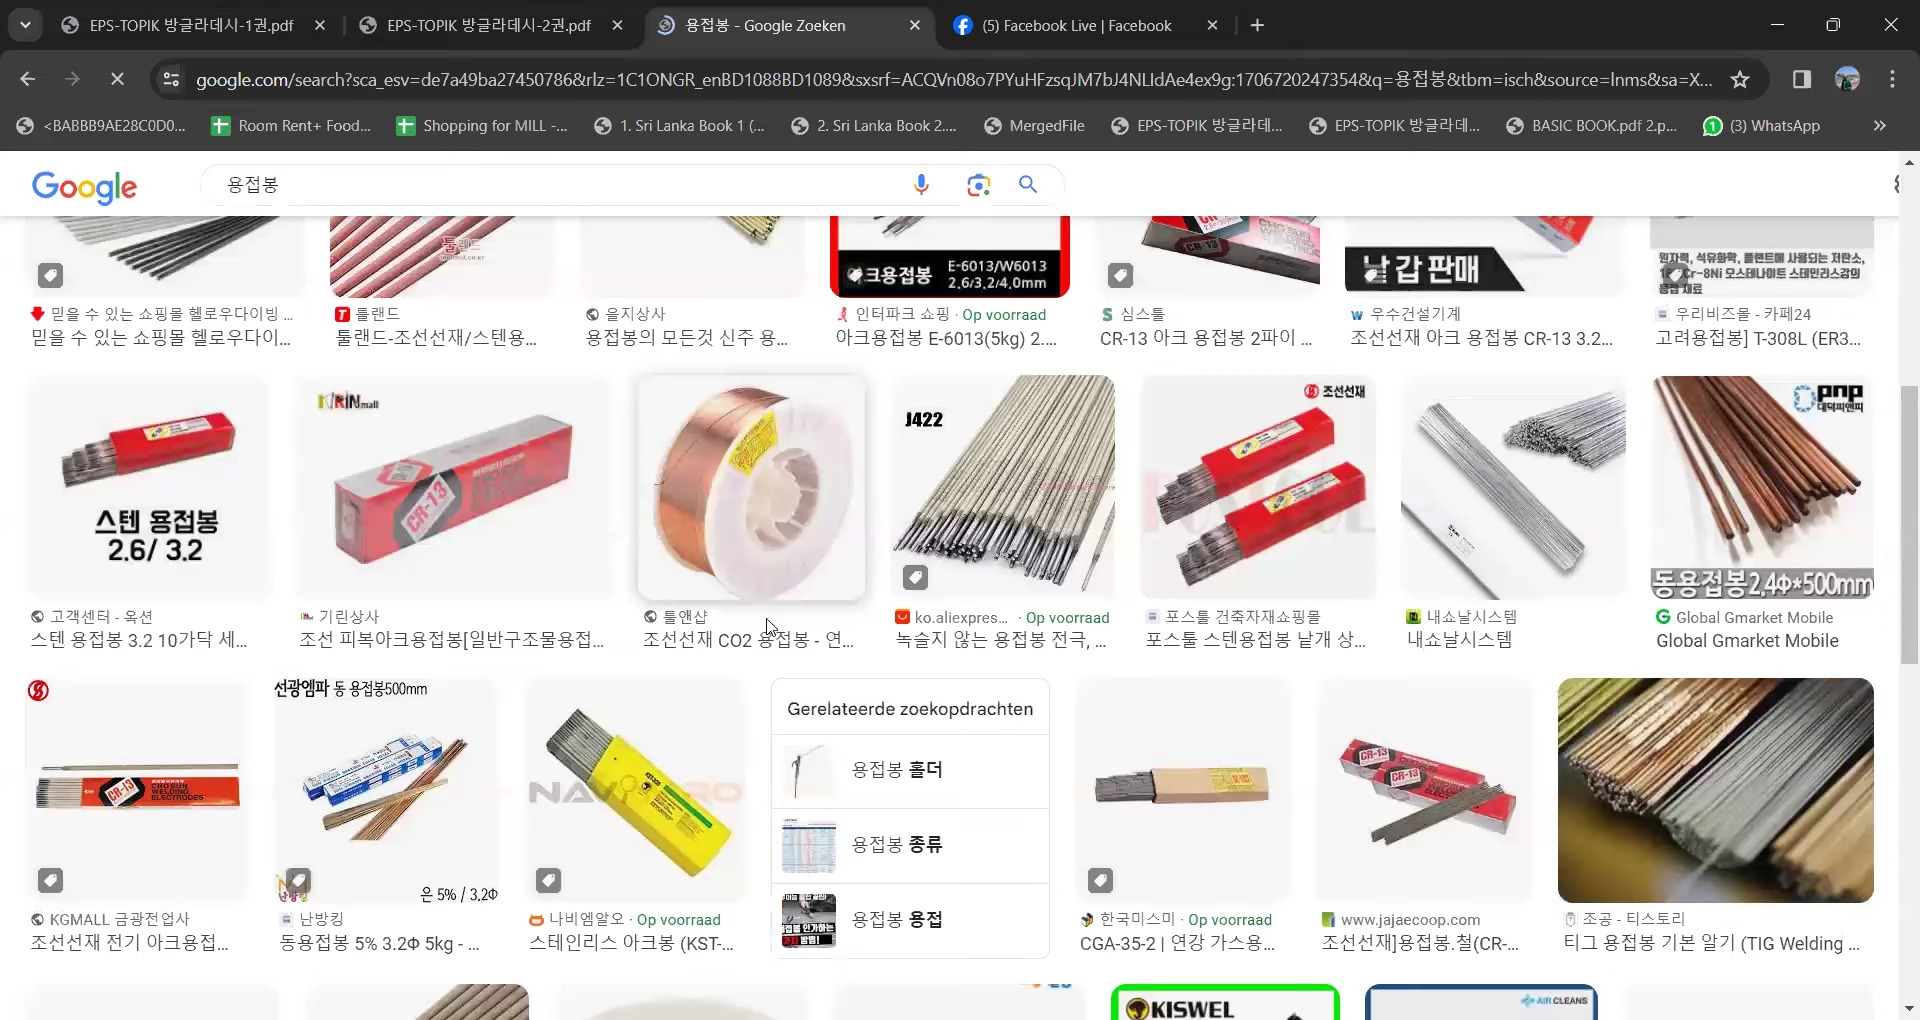 EPS-TOPIK 방글라데시-1권.pdf
EPS-TOPIK 방글라데시-2권.pdf
용접봉 - Google Zoeken
(5) Facebook Live | Facebook
google.com/search?sca_esv=de7a49ba27450786&rlz=1C1ONGR_enBD1088BD1089&sxsrf=ACQVn08o7PYuHFzsqJM7bJ4NLIdAe4ex9g:1706720247354&q=용접봉&tbm=isch&source=lnms&sa=X...
<BABBB9AE28C0D0...
Room Rent+ Food...
Shopping for MILL -...
1. Sri Lanka Book 1 (...
2. Sri Lanka Book 2....
MergedFile
EPS-TOPIK 방글라데...
EPS-TOPIK 방글라데...
BASIC BOOK.pdf 2.p...
1
(3) WhatsApp
Google
용접봉
툴랜드
크용접봉
E-6013/W6013
2.6/3.2/4.0mm
CR-13
낱갑판매
원자력, 석유화학, 플랜트에 사용되는 저탄소,
용접 재료
믿을 수 있는 쇼핑몰 헬로우다이빙 ...
믿을 수 있는 쇼핑몰 헬로우다이...
툴랜드
툴랜드-조선선재/스텐용...
을지상사
용접봉의 모든것 신주 용...
인터파크 쇼핑 · Op voorraad
아크용접봉 E-6013(5kg) 2....
심스툴
CR-13 아크 용접봉 2파이 ...
우수건설기계
조선선재 아크 용접봉 CR-13 3.2...
우리비즈몰 - 카페24
고려용접봉] T-308L (ER3...
스텐 용접봉
2.6/ 3.2
KIRINmall
CR-13
J422
조선선재
pnp
대덕피앤피
동용접봉2.4Φ*500mm
고객센터 - 옥션
스텐 용접봉 3.2 10가닥 세...
기린상사
조선 피복아크용접봉[일반구조물용접...
툴앤샵
조선선재 CO2 용접봉 - 연...
ko.aliexpres... · Op voorraad
녹슬지 않는 용접봉 전극, ...
포스툴 건축자재쇼핑몰
포스툴 스텐용접봉 낱개 상...
내쇼날시스템
내쇼날시스템
Global Gmarket Mobile
Global Gmarket Mobile
CR-13
CHOSUN
WELDING
ELECTRODES
선광엠파 동 용접봉500mm
난방킹
은 5% / 3.2Φ
Gerelateerde zoekopdrachten
용접봉 홀더
용접봉 종류
용접봉 용접
CR-13
CR-13
KGMALL 금광전업사
조선선재 전기 아크용접...
난방킹
동용접봉 5% 3.2Φ 5kg - ...
나비엠알오 · Op voorraad
스테인리스 아크봉 (KST-...
한국미스미 · Op voorraad
CGA-35-2 | 연강 가스용...
www.jajaecoop.com
조선선재]용접봉.철(CR-...
조공 - 티스토리
티그 용접봉 기본 알기 (TIG Welding ...
KISWEL
AIR CLEANS